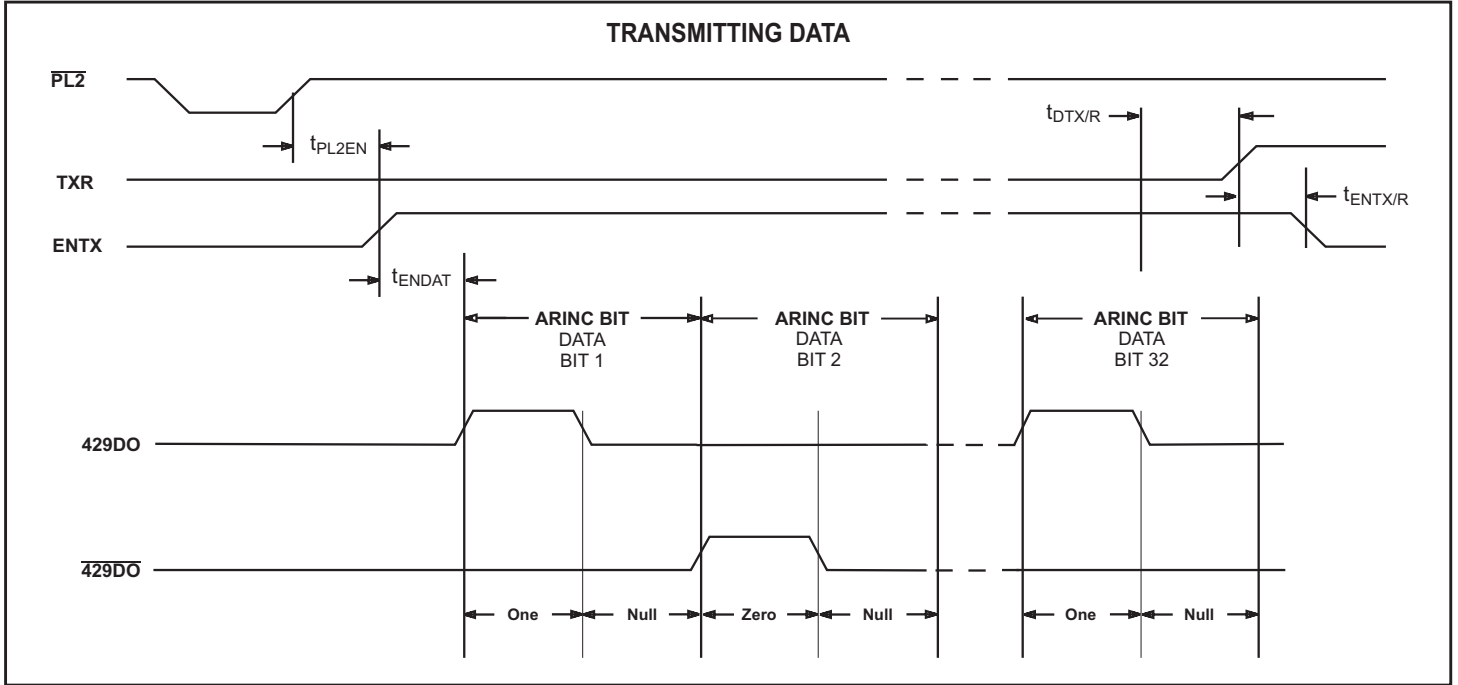 TRANSMITTING DATA
PL2
tDTX/R
tPL2EN
TXR
tENTX/R
ENTX
tENDAT
ARINC BIT
DATA
BIT 1
ARINC BIT
DATA
BIT 2
ARINC BIT
DATA
BIT 32
429DO
429DO
One
Null
Zero
Null
One
Null